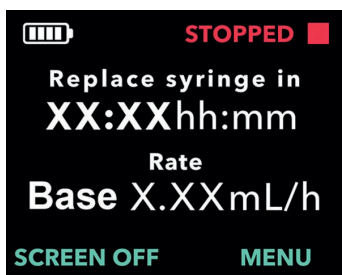 STOPPED
Replace syringe in
XX:XXhh:mm
Rate
Base X.XXmL/h
SCREEN OFF MENU